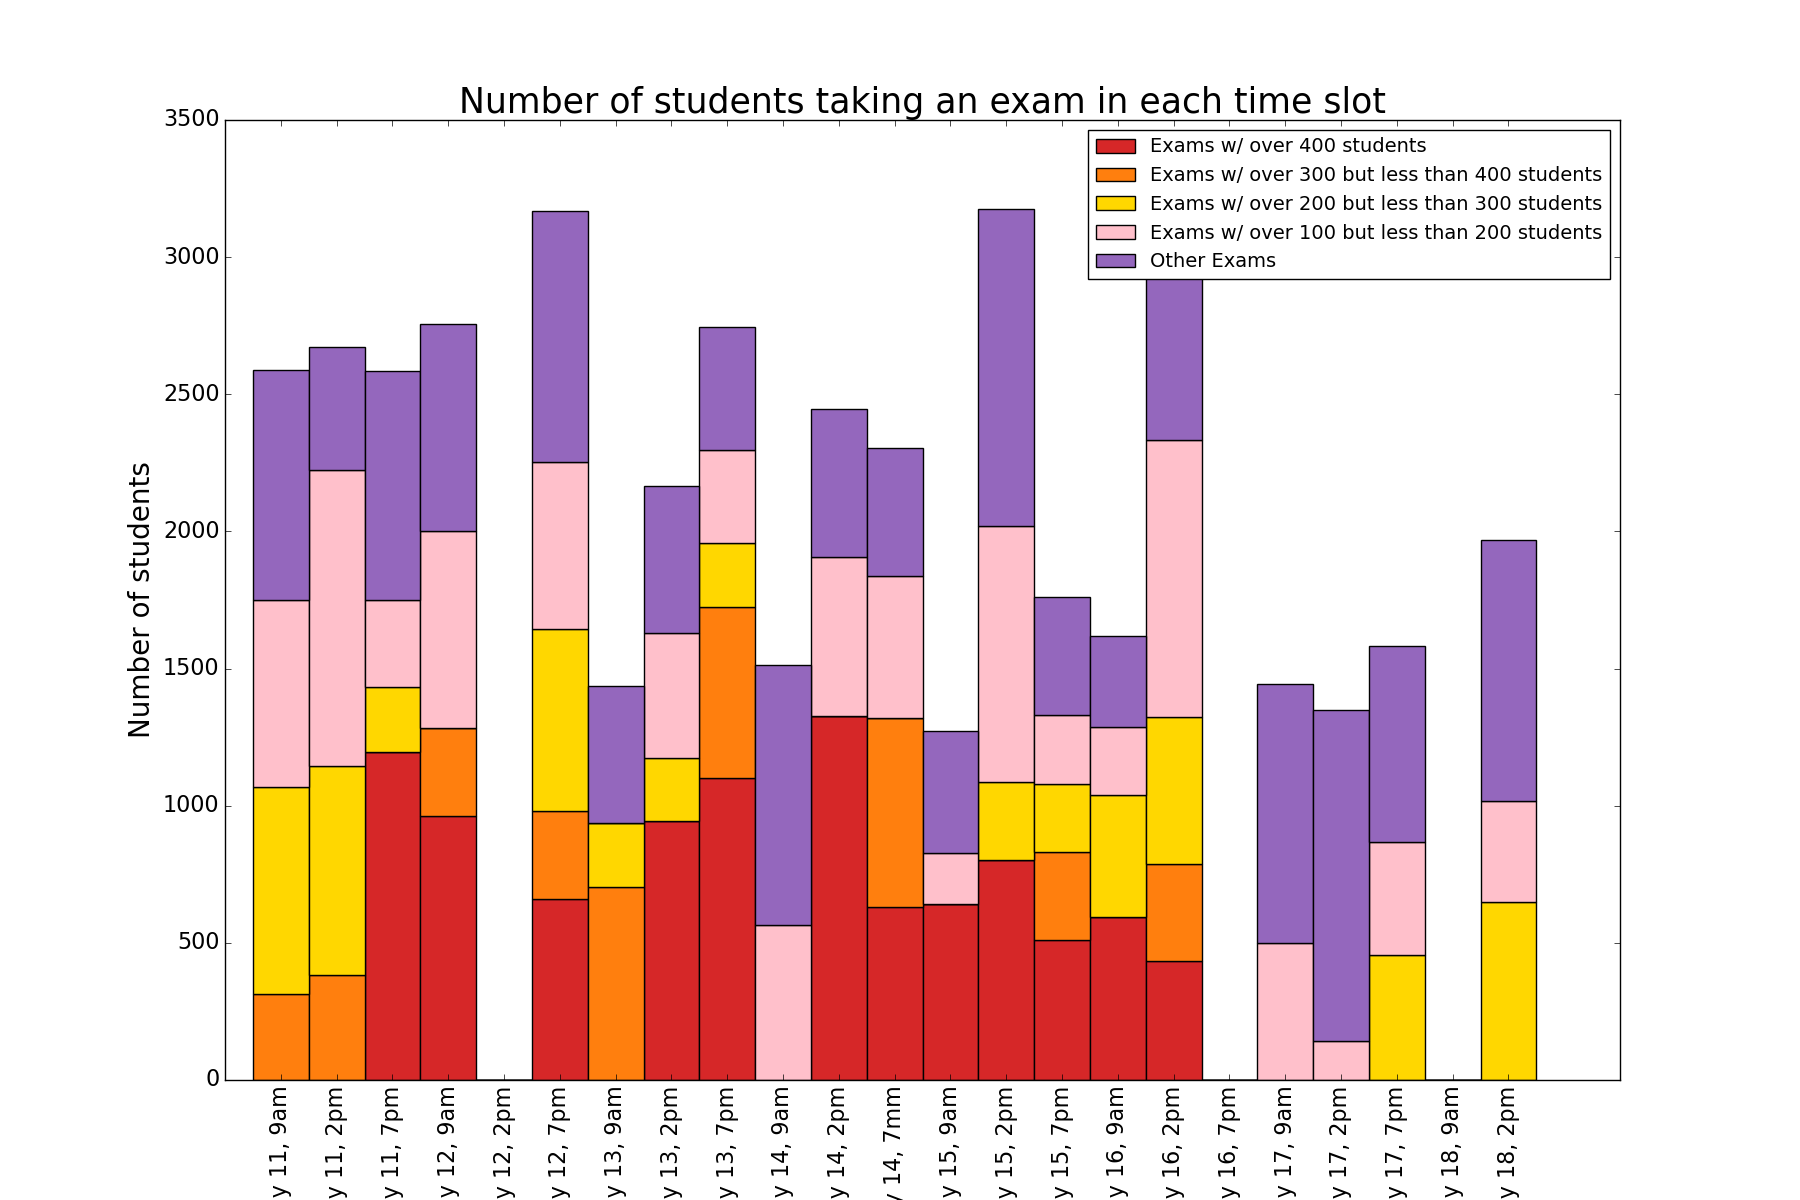 Number of students taking an exam in each time slot
3500
3000
2500
2000
1500
1000
500
0
Number of students
Exams w/ over 400 students
Exams w/ over 300 but less than 400 students
Exams w/ over 200 but less than 300 students
Exams w/ over 100 but less than 200 students
Other Exams
y 11, 9am
y 11, 2pm
y 11, 7pm
y 12, 9am
y 12, 2pm
y 12, 7pm
y 13, 9am
y 13, 2pm
y 13, 7pm
y 14, 9am
y 14, 2pm
y 14, 7mm
y 15, 9am
y 15, 2pm
y 15, 7pm
y 16, 9am
y 16, 2pm
y 16, 7pm
y 17, 9am
y 17, 2pm
y 17, 7pm
y 18, 9am
y 18, 2pm